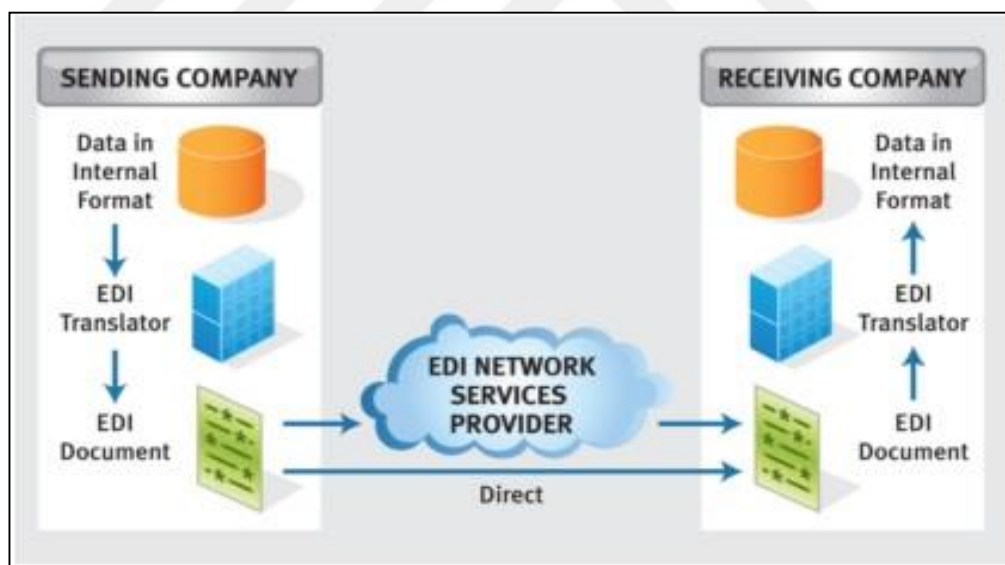 SENDING COMPANY
Data in
Internal
Format
EDI
Translator
EDI
Document
EDI NETWORK
SERVICES
PROVIDER
Direct
RECEIVING COMPANY
Data in
Internal
Format
EDI
Translator
EDI
Document